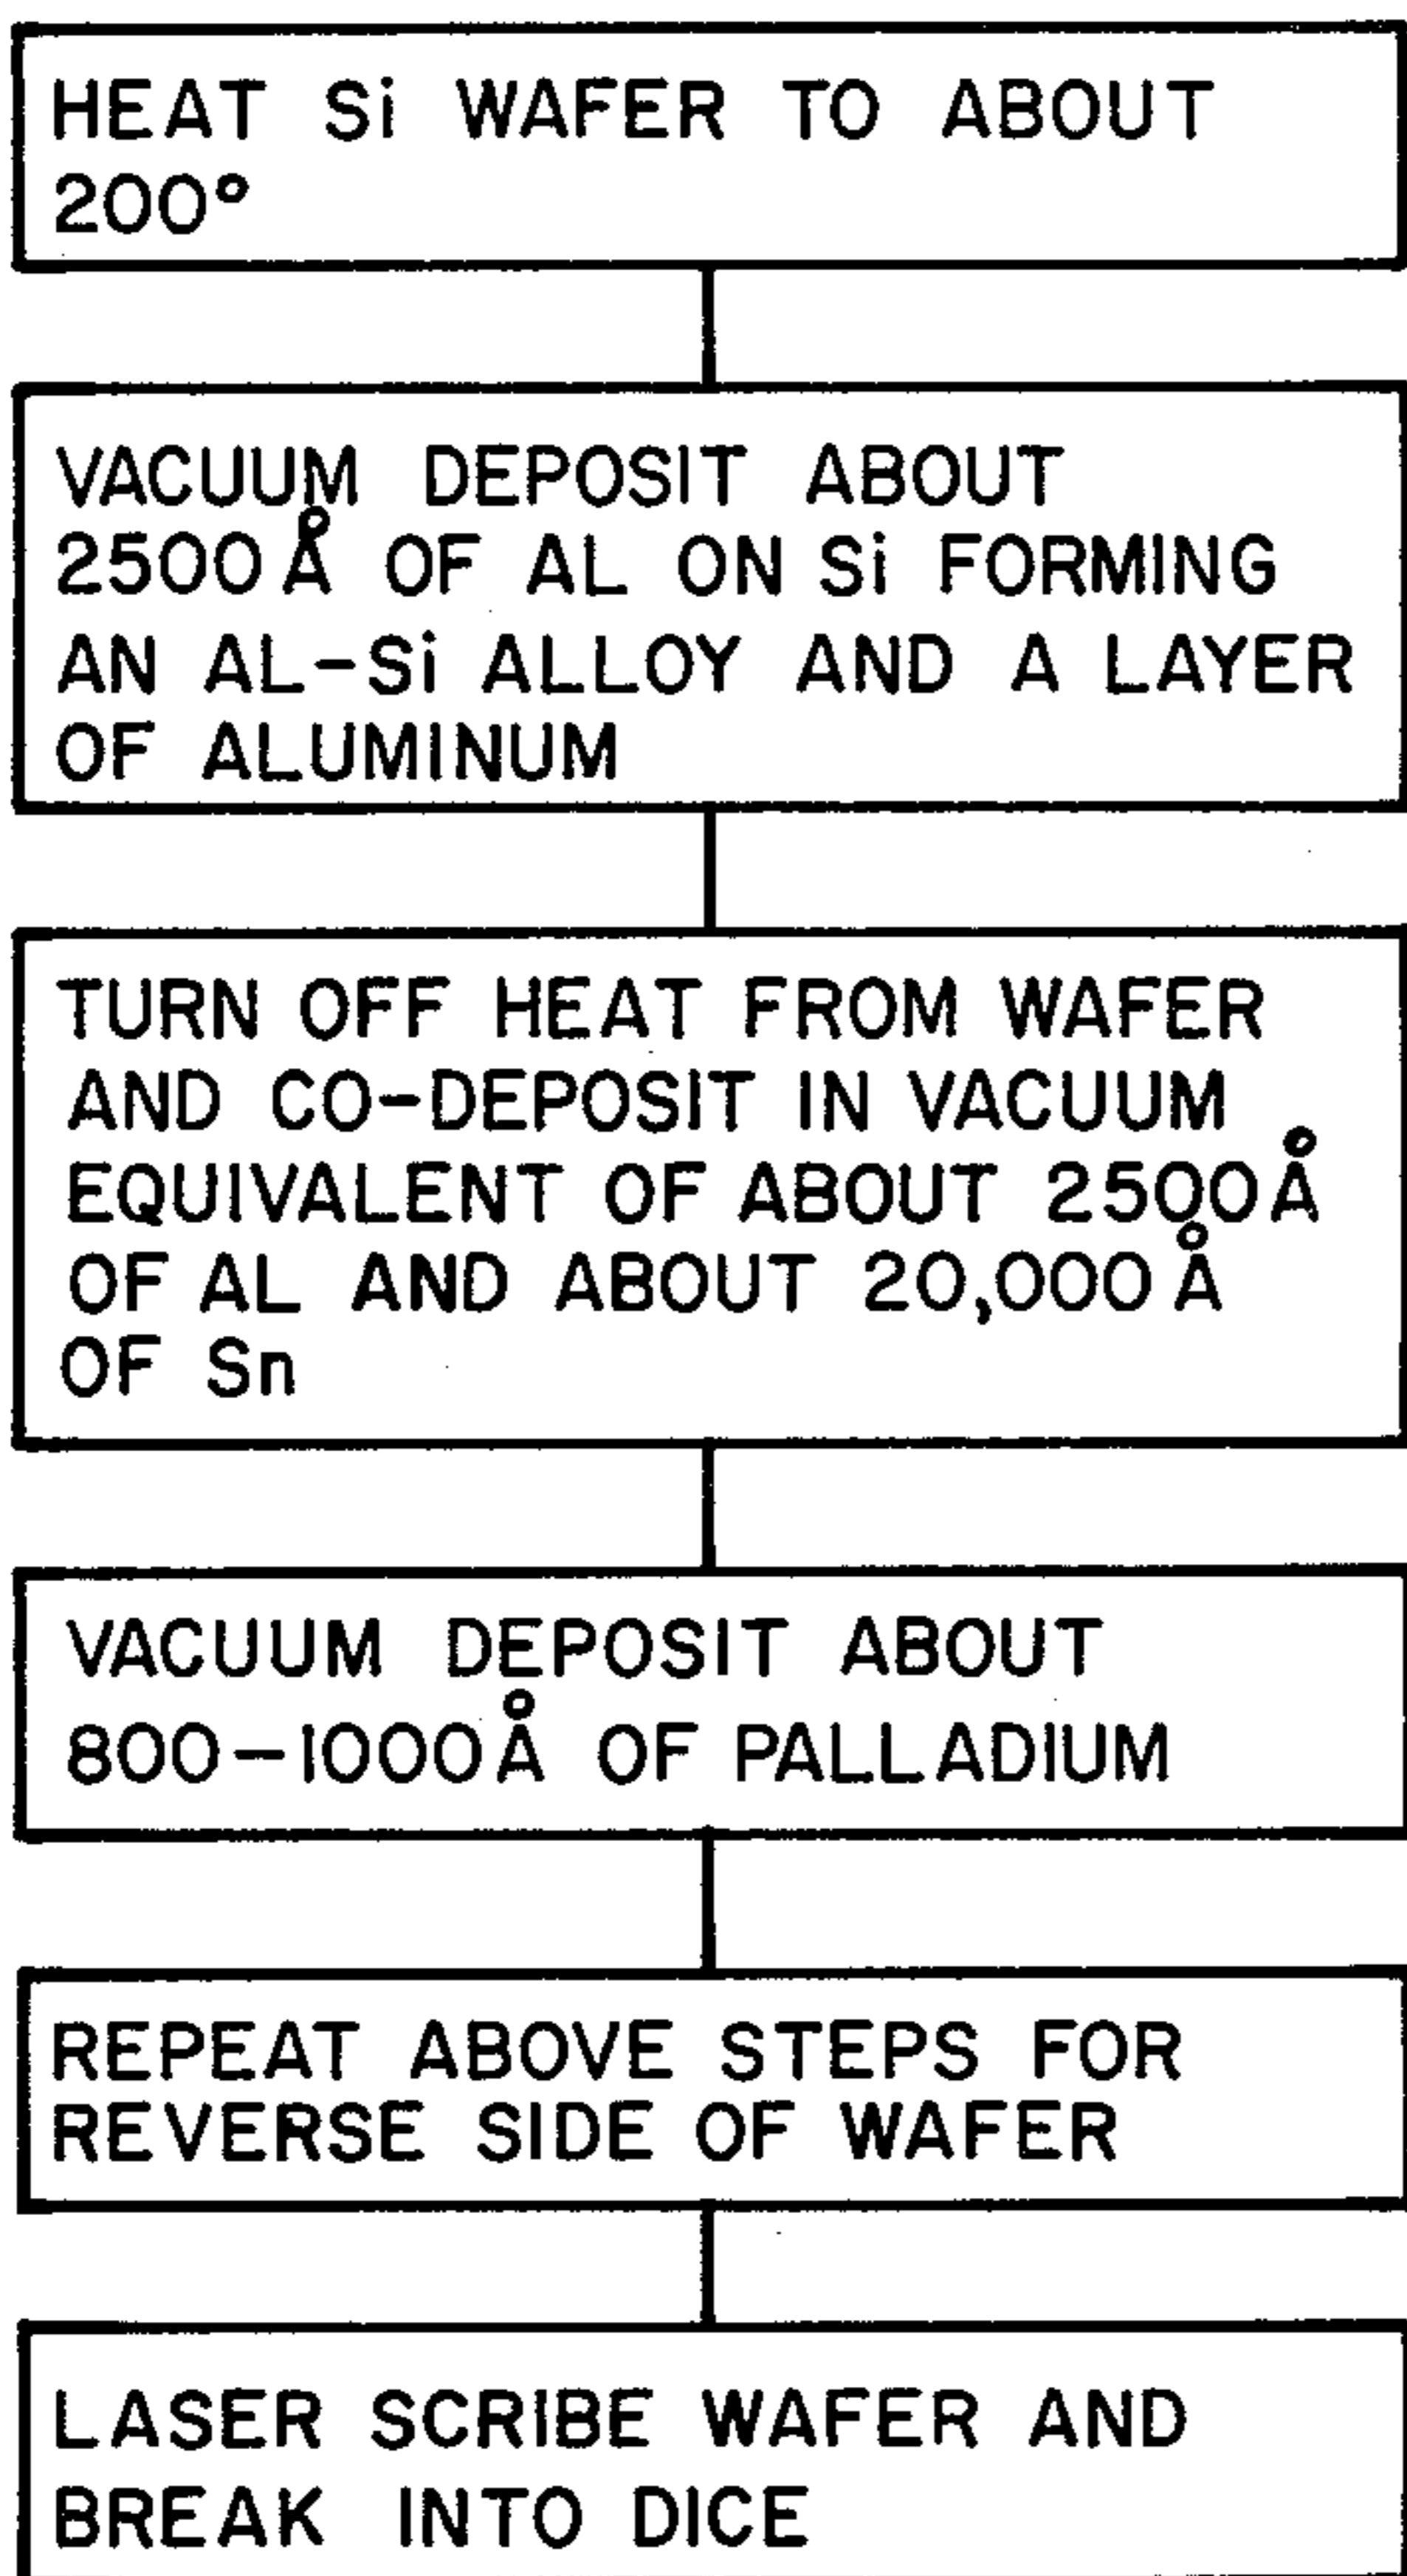 HEAT Si WAFER TO ABOUT
200°
VACUUM DEPOSIT ABOUT
2500Å OF AL ON Si FORMING
AN AL-Si ALLOY AND A LAYER
OF ALUMINUM
TURN OFF HEAT FROM WAFER
AND CO-DEPOSIT IN VACUUM
EQUIVALENT OF ABOUT 2500Å
OF AL AND ABOUT 20,000Å
OF Sn
VACUUM DEPOSIT ABOUT
800-1000Å OF PALLADIUM
REPEAT ABOVE STEPS FOR
REVERSE SIDE OF WAFER
LASER SCRIBE WAFER AND
BREAK INTO DICE